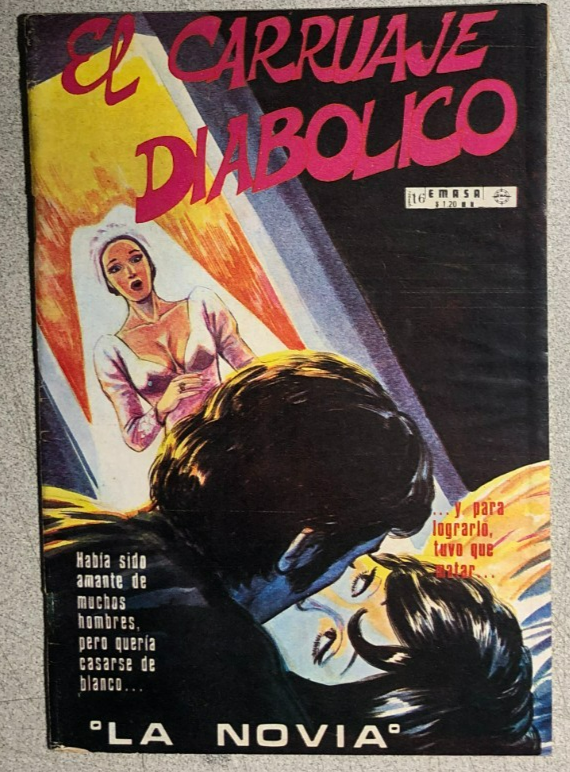 El CARRUAJE
DIABOLICO
116 EMASA
$ 1.20
...y para
lograrlo,
tuvo que
matar...
Había sido
amante de
muchos
hombres,
pero quería
casarse de
blanco...
"LA NOVIA"